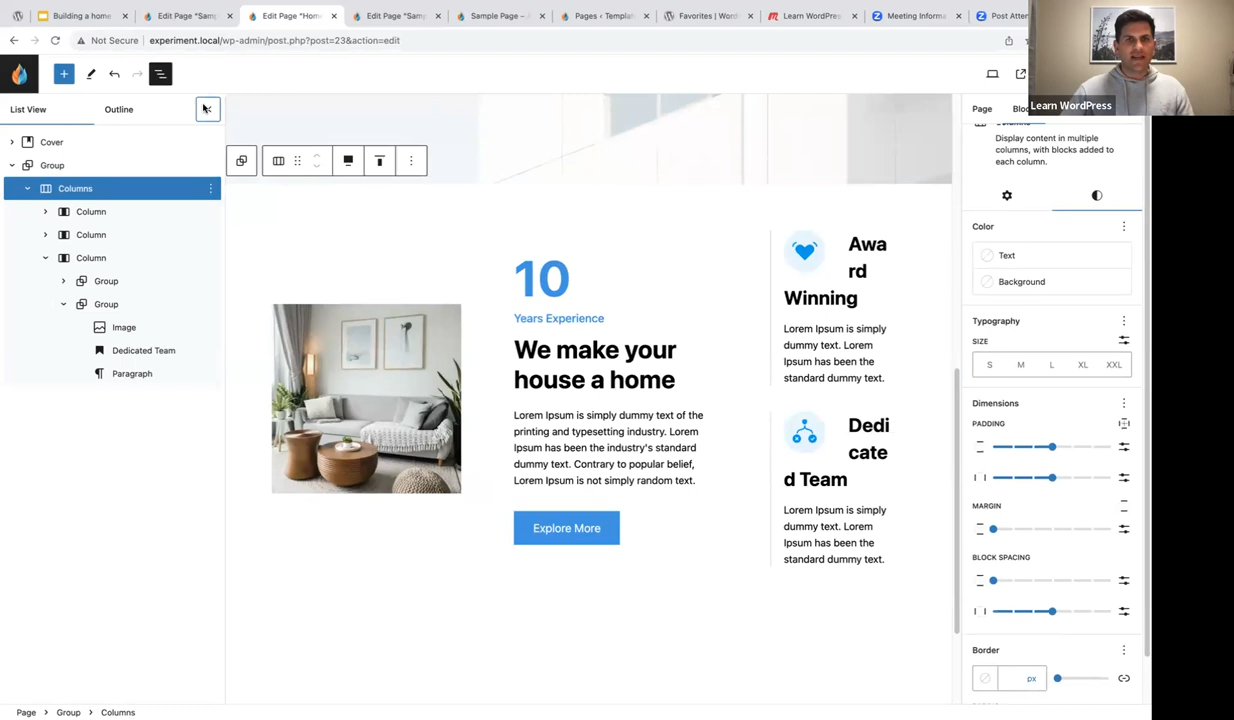 Building a home
Edit Page "Samp
Edit Page "Hom
Edit Page "Samp
Sample Page –
Pages ‹ Templat
Favorites | Word
Learn WordPress
Meeting Informa
Post Atten
Not Secure
experiment.local/wp-admin/post.php?post=23&action=edit
Learn WordPress
List View
Outline
Cover
Group
Columns
Column
Column
Column
Group
Group
Image
Dedicated Team
Paragraph
10
Years Experience
We make your
house a home
Lorem Ipsum is simply dummy text of the
printing and typesetting industry. Lorem
Ipsum has been the industry's standard
dummy text. Contrary to popular belief,
Lorem Ipsum is not simply random text.
Explore More
Awa
rd
Winning
Lorem Ipsum is simply
dummy text. Lorem
Ipsum has been the
standard dummy text.
Dedi
cate
d Team
Lorem Ipsum is simply
dummy text. Lorem
Ipsum has been the
standard dummy text.
Page
Bloc
Display content in multiple
columns, with blocks added to
each column.
Color
Text
Background
Typography
SIZE
S M L XL XXL
Dimensions
PADDING
MARGIN
BLOCK SPACING
Border
px
Page
Group
Columns